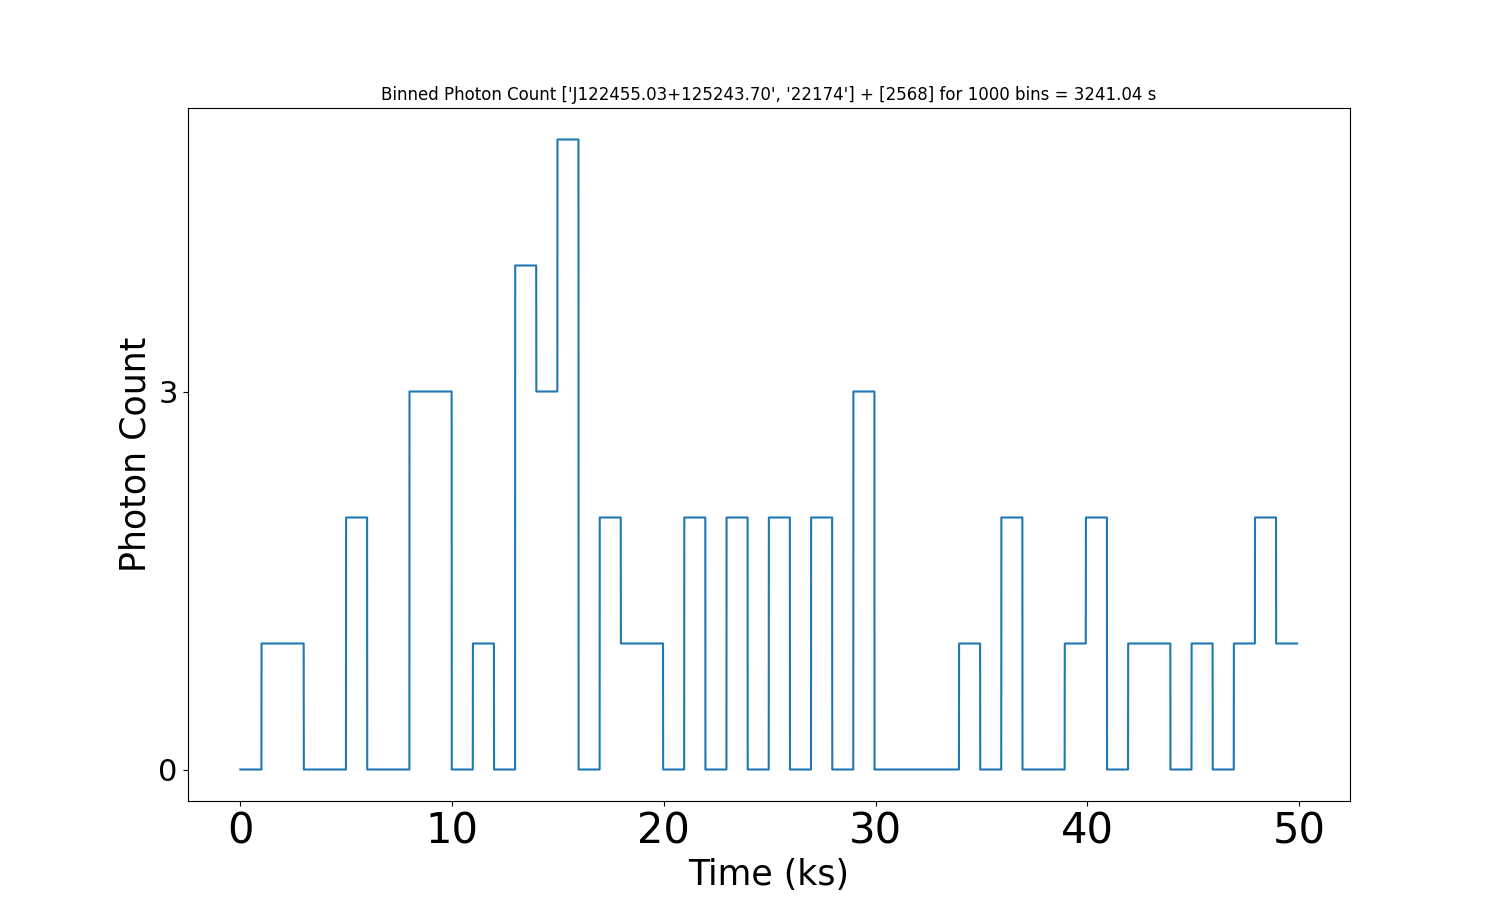 Binned Photon Count ['J122455.03+125243.70', '22174'] + [2568] for 1000 bins = 3241.04 s
Photon Count
3
0
0 10 20 30 40 50
Time (ks)